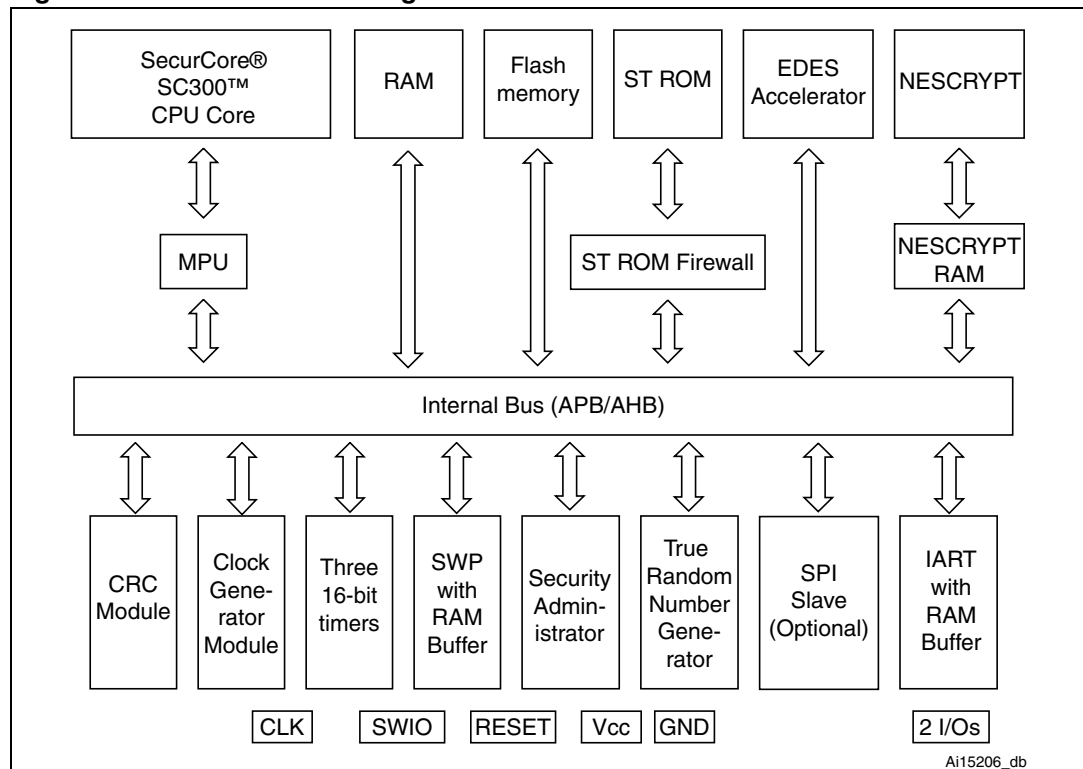 SecurCore®
SC300™
CPU Core
RAM
Flash
memory
ST ROM
EDES
Accelerator
NESCRYPT
MPU
ST ROM Firewall
NESCRYPT
RAM
Internal Bus (APB/AHB)
CRC
Module
Clock
Gene-
rator
Module
Three
16-bit
timers
SWP
with
RAM
Buffer
Security
Admin-
istrator
True
Random
Number
Gene-
rator
SPI
Slave
(Optional)
IART
with
RAM
Buffer
CLK
SWIO
RESET
Vcc
GND
2 I/Os
Ai15206_db